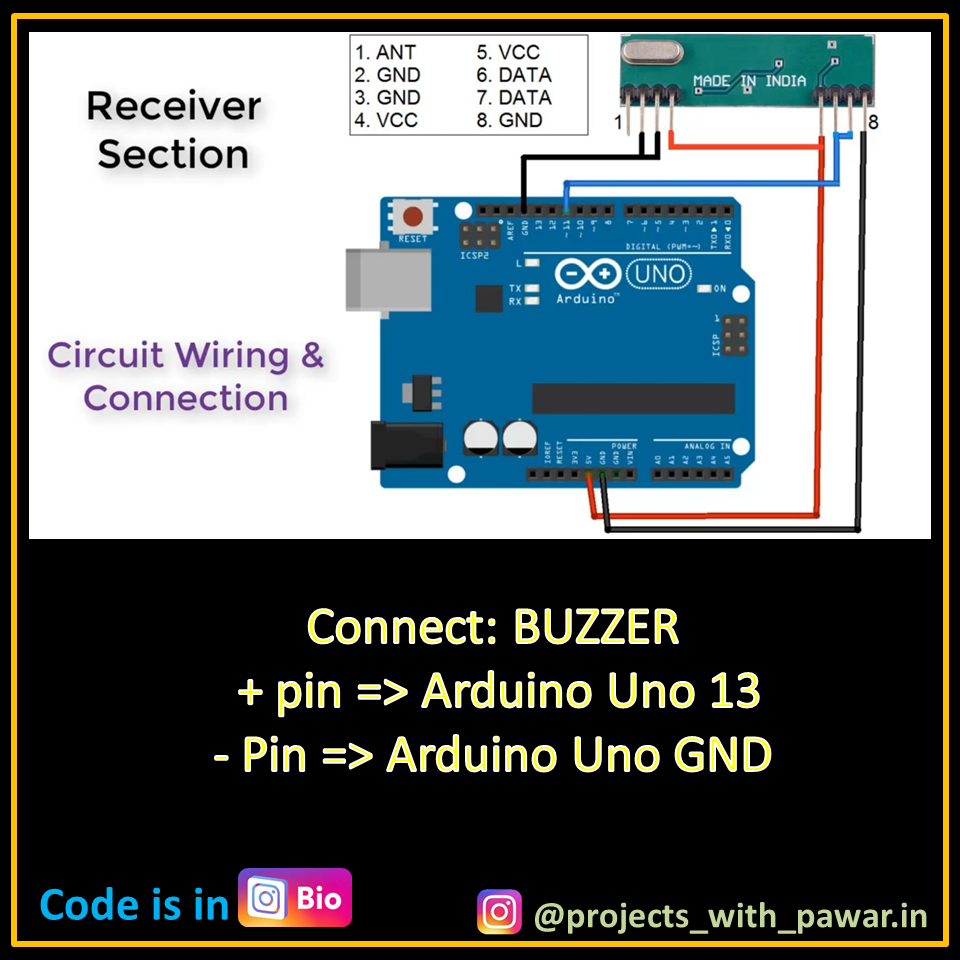 Receiver
Section
1. ANT 5. VCC
2. GND 6. DATA
3. GND 7. DATA
4. VCC 8. GND
MADE IN INDIA
1
8
RESET
ICSP2
AREF
GND
13
12
~11
~10
~9
8
7
~6
~5
4
~3
2
TX0 1
RX0 0
DIGITAL (PWM=~)
L
TX
RX
UNO
ON
Arduino™
1
ICSP
Circuit Wiring &
Connection
IOREF
RESET
3V3
5V
GND
GND
VIN
POWER
ANALOG IN
A0
A1
A2
A3
A4
A5
Connect: BUZZER
+ pin => Arduino Uno 13
- Pin => Arduino Uno GND
Code is in Bio
@projects_with_pawar.in